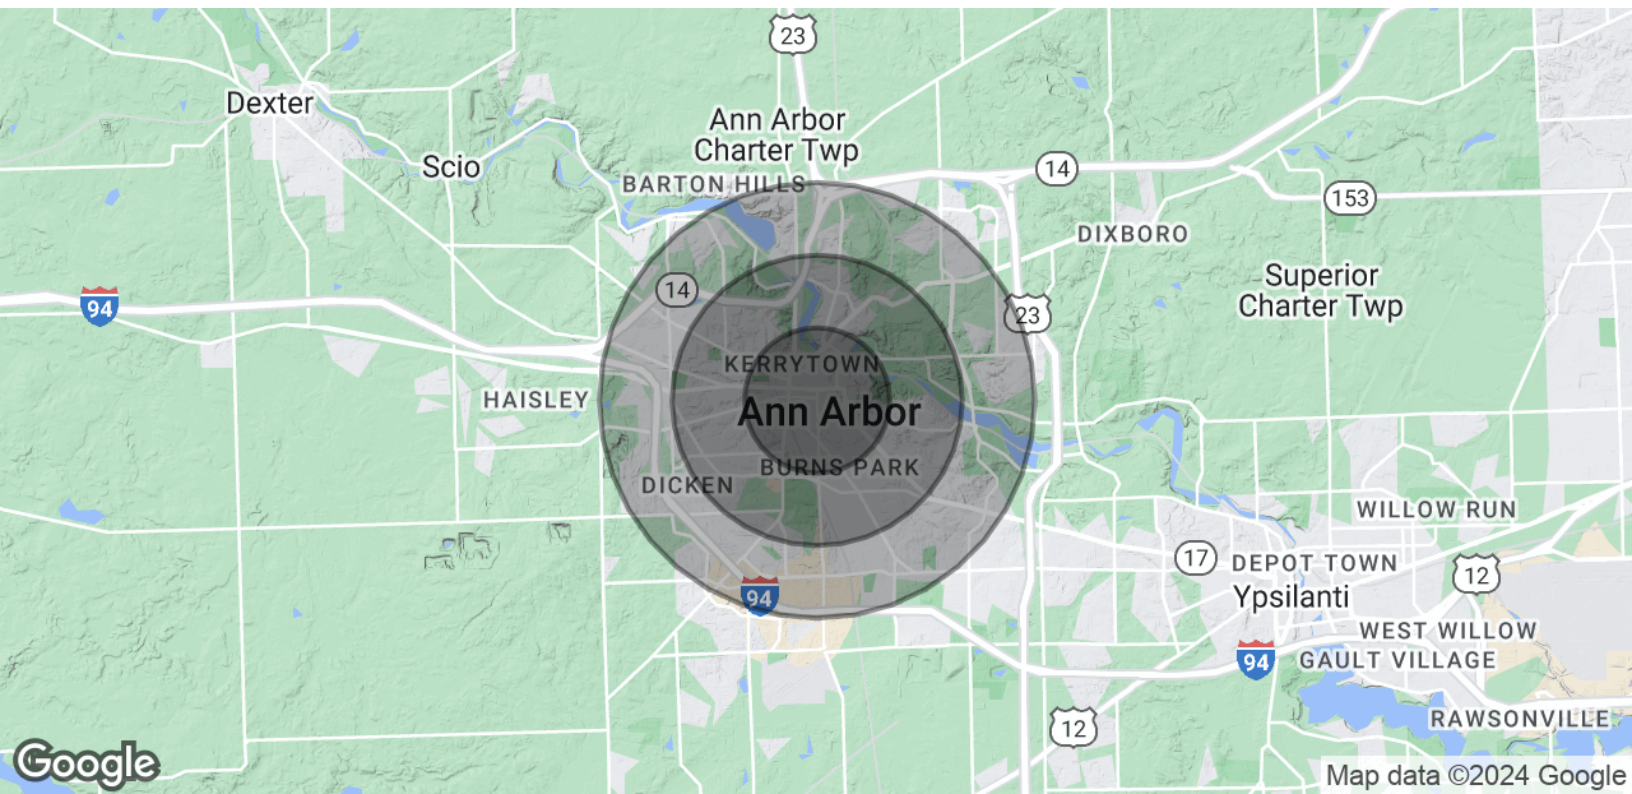 23
Dexter
Ann Arbor
Charter Twp
Scio
14
BARTON HILLS
153
DIXBORO
Superior
Charter Twp
14
94
23
KERRYTOWN
HAISLEY
Ann Arbor
BURNS PARK
DICKEN
WILLOW RUN
17
DEPOT TOWN
12
94
Ypsilanti
WEST WILLOW
94
GAULT VILLAGE
12
RAWSONVILLE
Google
Map data ©2024 Google